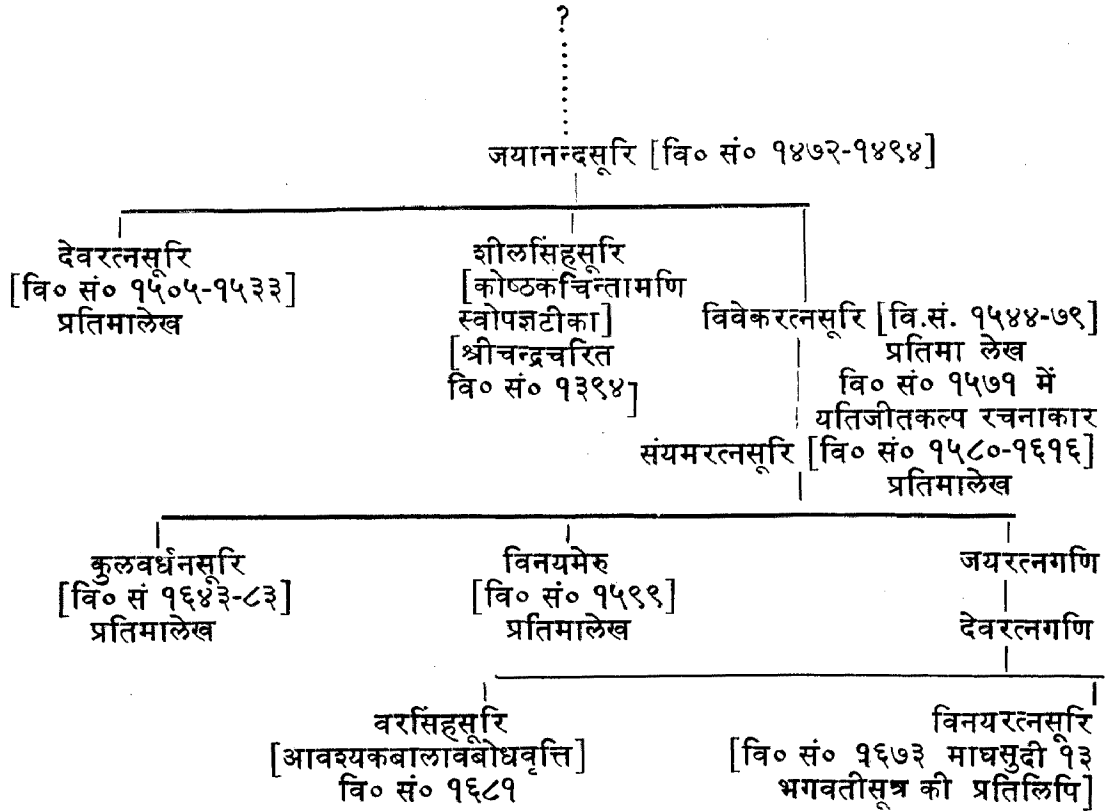 ?
जयानन्दसूरि [वि० सं० १४७२-१४९४]
देवरत्नसूरि
[वि० सं० १५०५-१५३३]
प्रतिमालेख
शीलसिंहसूरि
[कोष्ठकचिन्तामणि
स्वोपज्ञटीका]
[श्रीचन्द्रचरित
वि० सं० १३९४]
विवेकरत्नसूरि [वि.सं. १५४४-७९]
प्रतिमा लेख
वि० सं० १५७१ में
यतिजीतकल्प रचनाकार
संयमरत्नसूरि [वि० सं० १५८०-१६१६]
प्रतिमालेख
कुलवर्धनसूरि
[वि० सं १६४३-८३]
प्रतिमालेख
विनयमेरु
[वि० सं० १५९९]
प्रतिमालेख
जयरत्नगणि
देवरत्नगणि
वरसिंहसूरि
[आवश्यकबालावबोधवृत्ति]
वि० सं० १६८१
विनयरत्नसूरि
[वि० सं० १६७३ माघसुदी १३
भगवतीसूत्र की प्रतिलिपि]